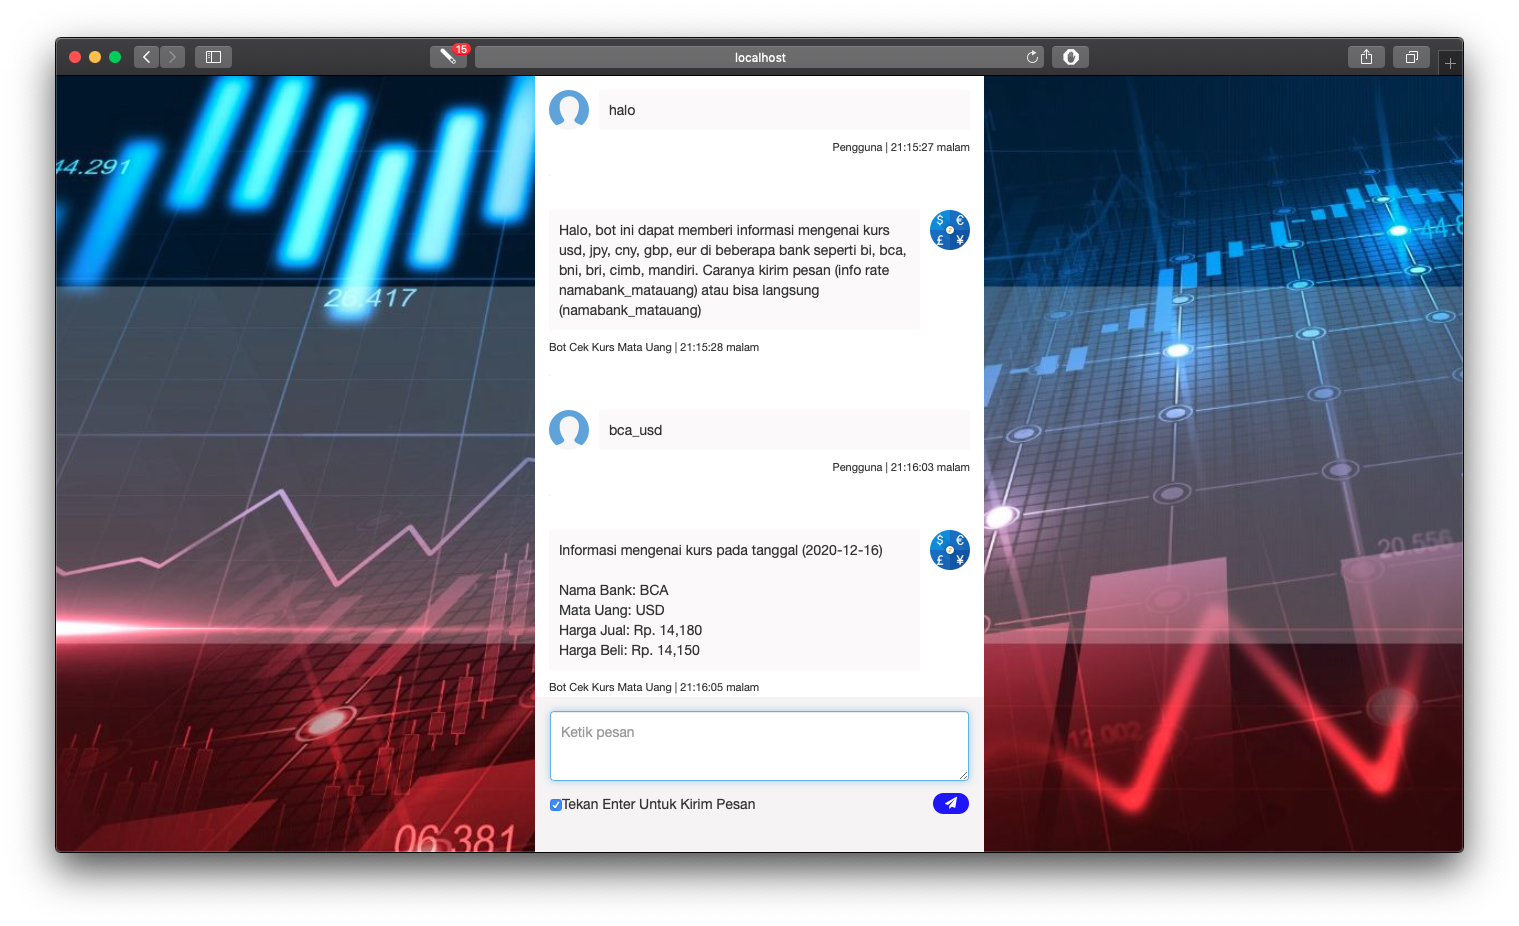 15
localhost
halo
Pengguna | 21:15:27 malam
Halo, bot ini dapat memberi informasi mengenai kurs
usd, jpy, cny, gbp, eur di beberapa bank seperti bi, bca,
bni, bri, cimb, mandiri. Caranya kirim pesan (info rate
namabank_matauang) atau bisa langsung
(namabank_matauang)
$ €
£ ¥
Bot Cek Kurs Mata Uang | 21:15:28 malam
bca_usd
Pengguna | 21:16:03 malam
Informasi mengenai kurs pada tanggal (2020-12-16)
$ €
£ ¥
Nama Bank: BCA
Mata Uang: USD
Harga Jual: Rp. 14,180
Harga Beli: Rp. 14,150
Bot Cek Kurs Mata Uang | 21:16:05 malam
Ketik pesan
Tekan Enter Untuk Kirim Pesan
44.291
26.417
06.381
44.8
20.556
12.002